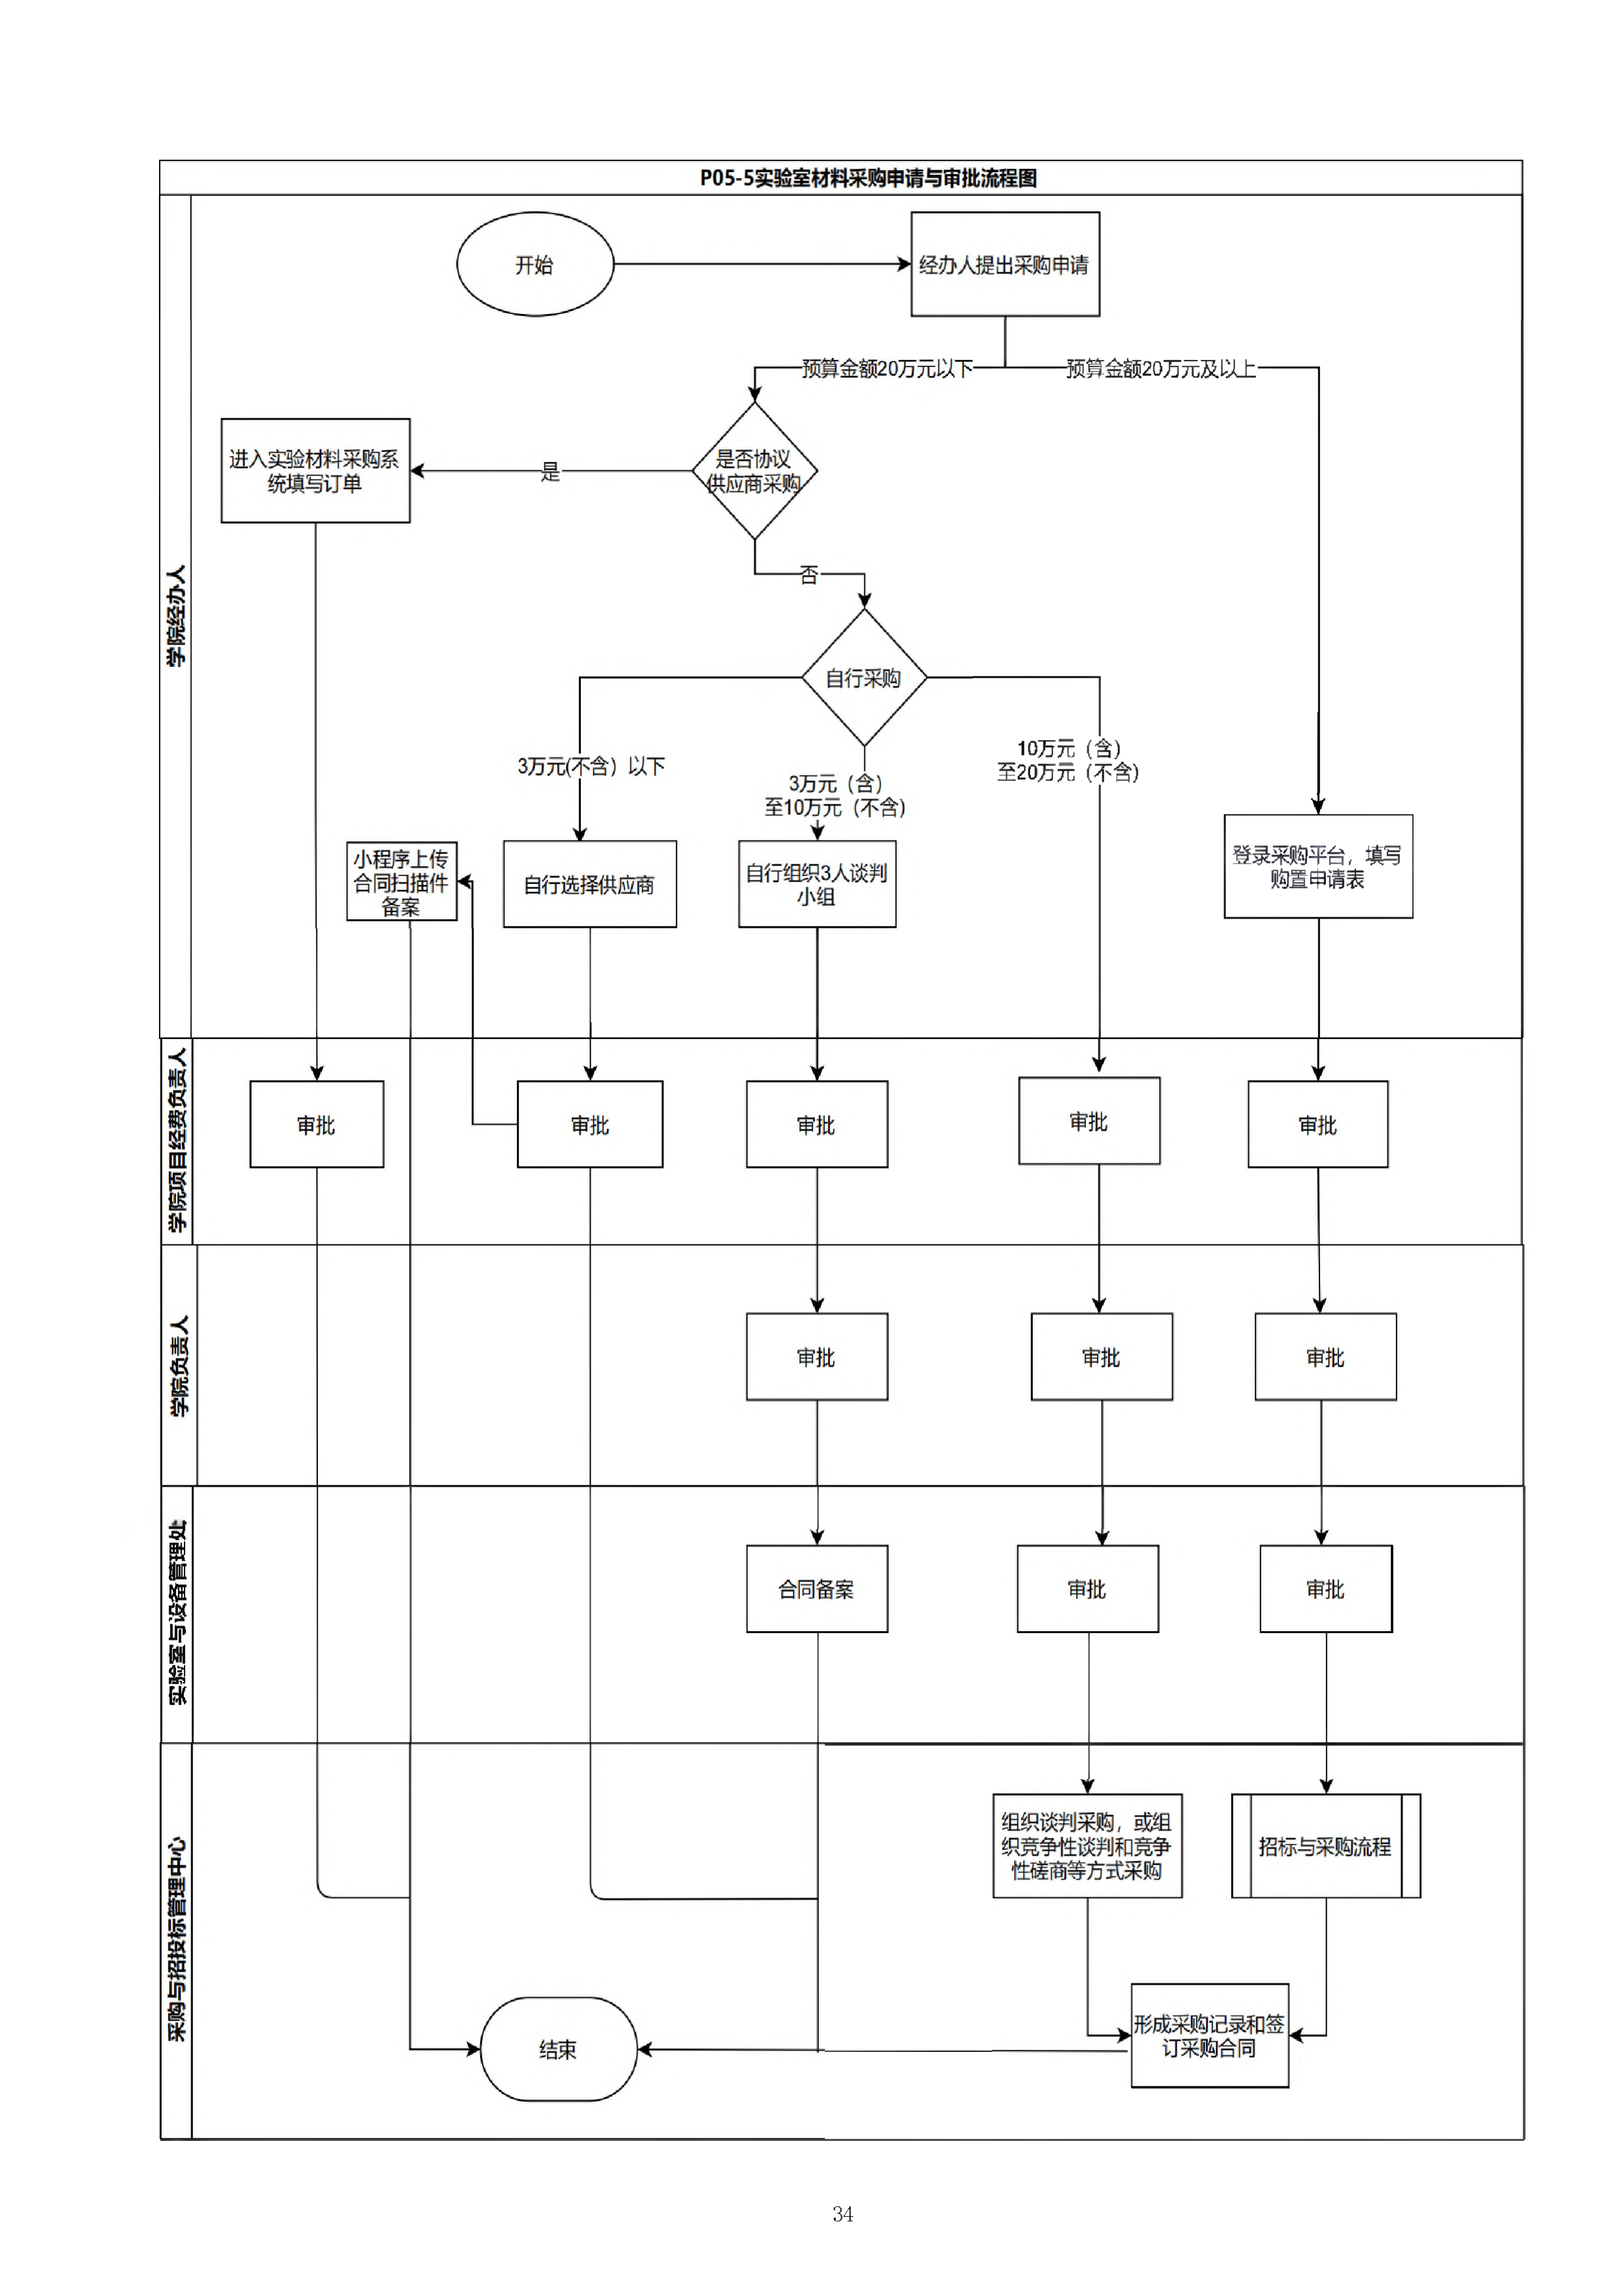 P05-5实验室材料采购申请与审批流程图
学院经办人
开始
经办人提出采购申请
预算金额20万元以下
预算金额20万元及以上
是否协议
供应商采购
是
进入实验材料采购系
统填写订单
否
自行采购
3万元(不含）以下
3万元（含）
至10万元（不含）
10万元（含）
至20万元（不含）
小程序上传
合同扫描件
备案
自行选择供应商
自行组织3人谈判
小组
登录采购平台，填写
购置申请表
学院项目经费负责人
审批
审批
审批
审批
审批
学院负责人
审批
审批
审批
实验室与设备管理处
合同备案
审批
审批
采购与招投标管理中心
组织谈判采购，或组
织竞争性谈判和竞争
性磋商等方式采购
招标与采购流程
形成采购记录和签
订采购合同
结束
34